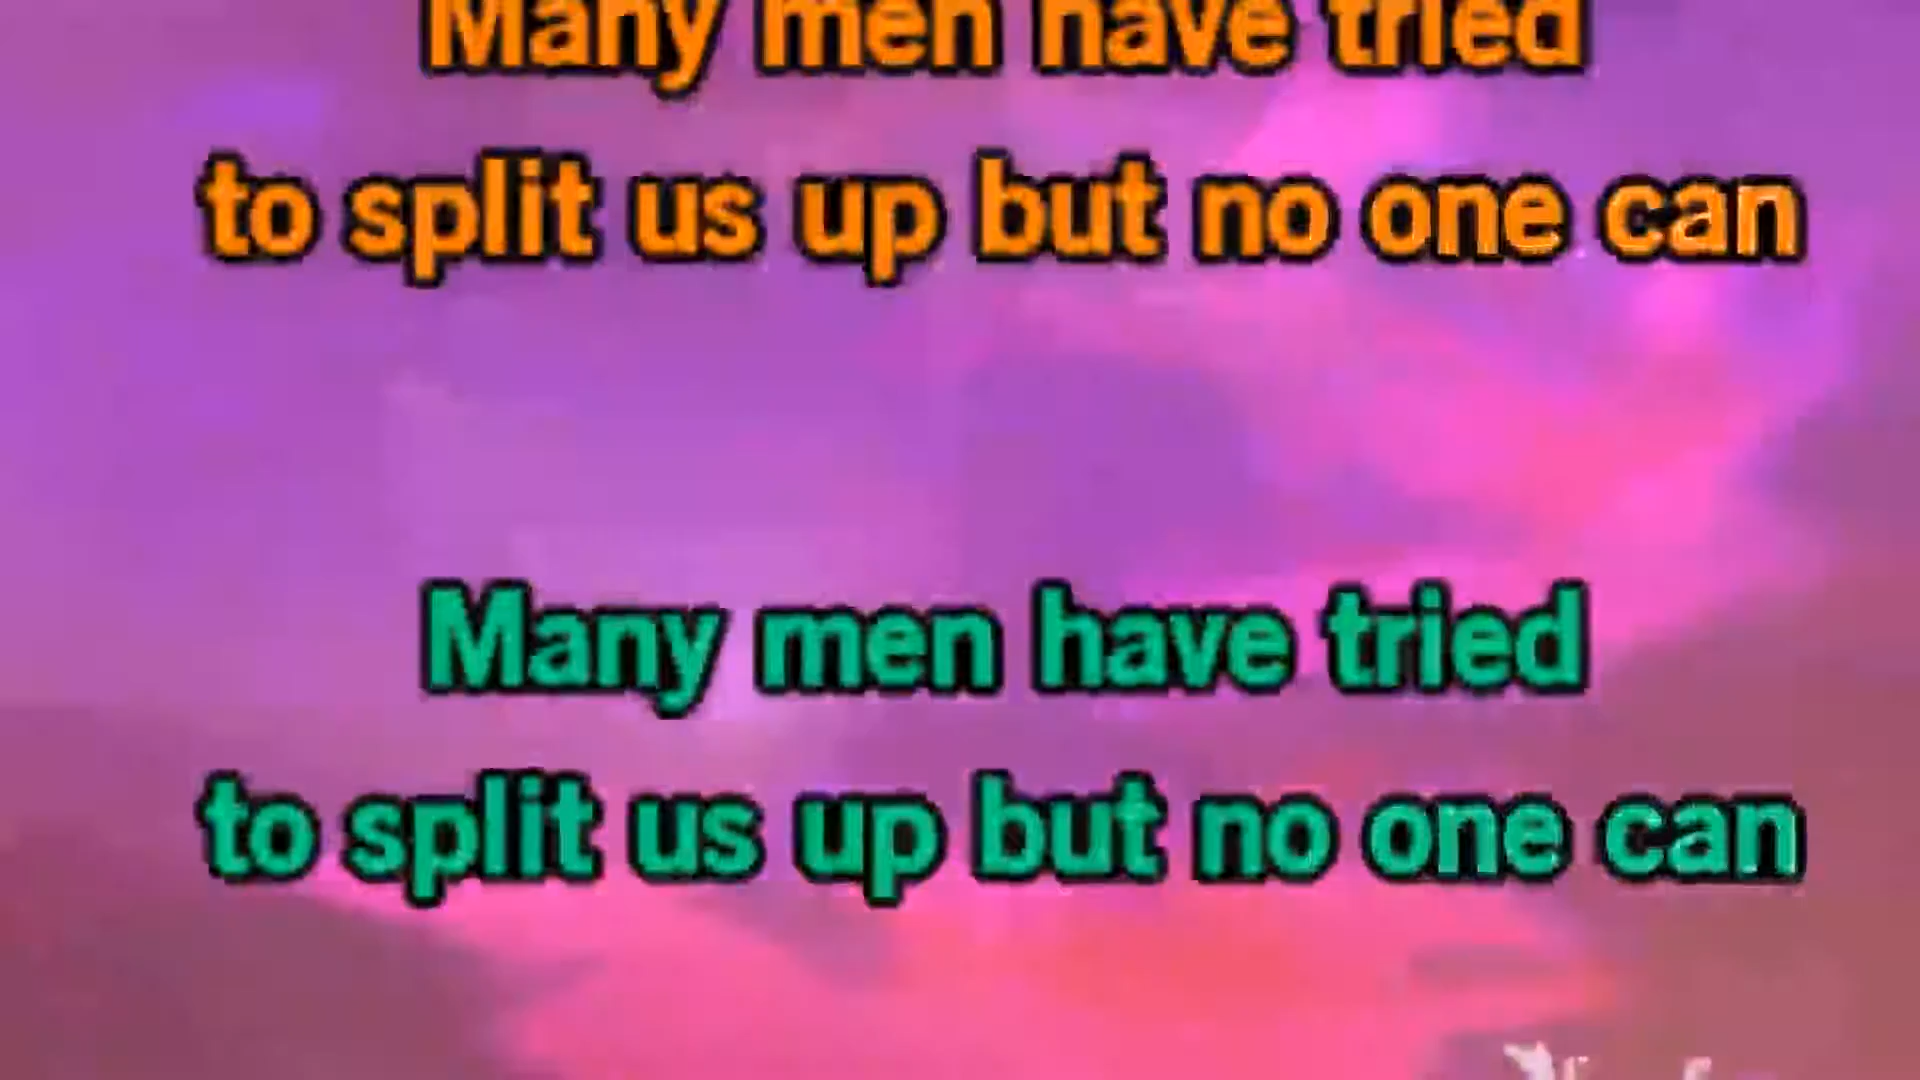 Many men have tried
to split us up but no one can
Many men have tried
to split us up but no one can